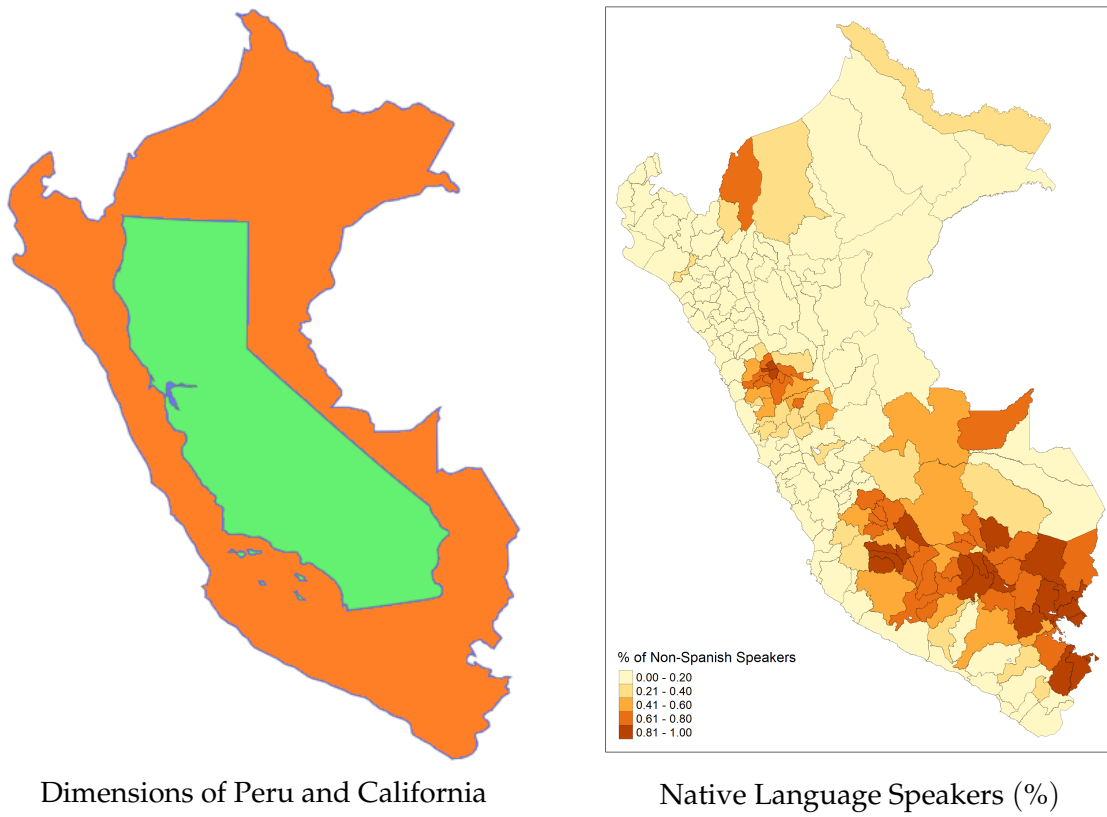 % of Non-Spanish Speakers
0.00 - 0.20
0.21 - 0.40
0.41 - 0.60
0.61 - 0.80
0.81 - 1.00
Dimensions of Peru and California
Native Language Speakers (%)